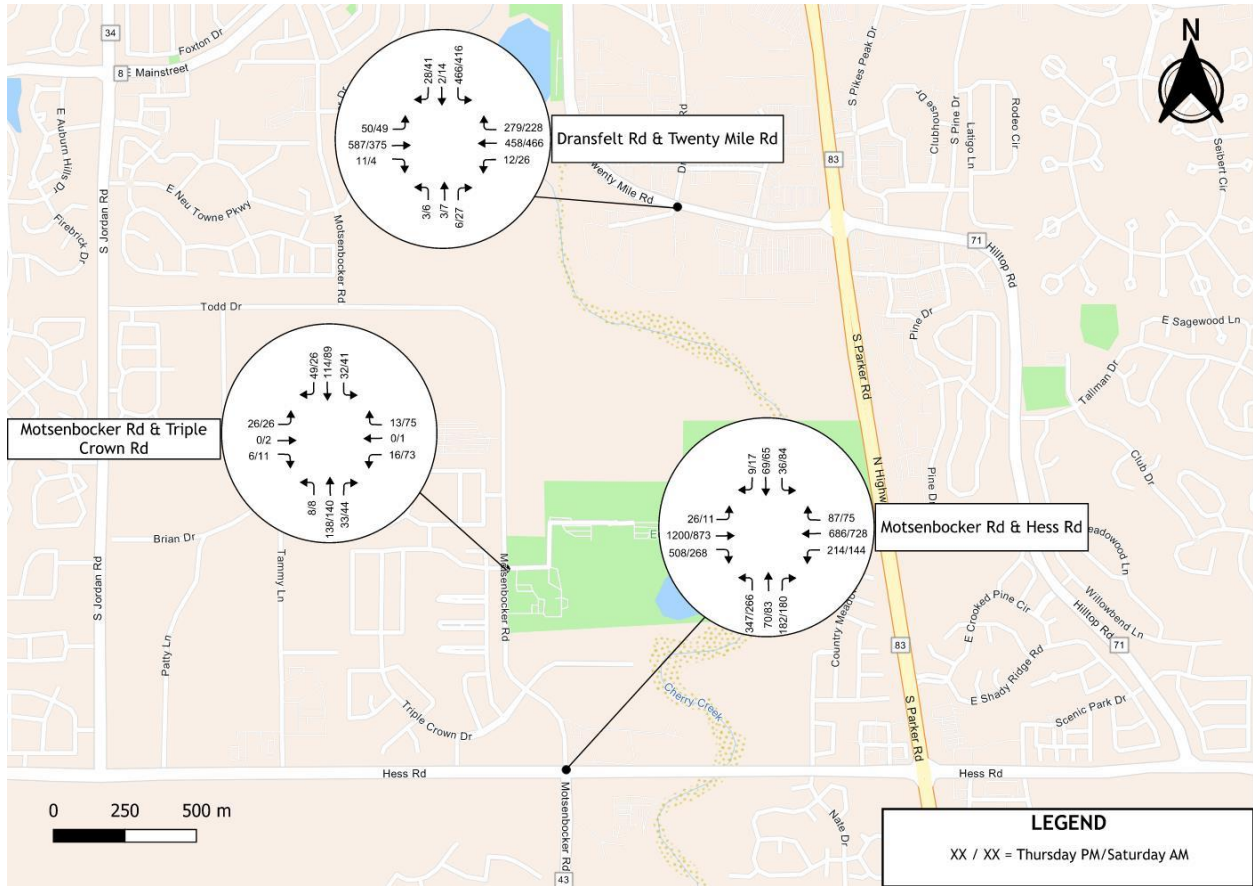 34
Foxton Dr
8
E Mainstreet
E Auburn Hills Dr
Firebrick Dr
S Jordan Rd
E Neu Towne Pkwy
Motsenbocker Rd
28/41
2/14
466/416
50/49
587/375
11/4
279/228
458/466
12/26
3/6
3/7
6/27
Dransfelt Rd & Twenty Mile Rd
Twenty Mile Rd
S Pikes Peak Dr
Clubhouse Dr
S Pine Dr
Latigo Ln
Rodeo Cir
N
Seibert Cir
83
71
Hilltop Rd
Todd Dr
S Parker Rd
Pine Dr
E Sagewood Ln
Tallman Dr
Club Dr
49/26
114/89
32/41
26/26
0/2
6/11
13/75
0/1
16/73
8/8
138/140
33/44
Motsenbocker Rd & Triple
Crown Rd
9/17
69/65
36/84
26/11
1200/873
508/268
87/75
686/728
214/144
347/266
70/83
182/180
Motsenbocker Rd & Hess Rd
Brian Dr
Tammy Ln
Patty Ln
S Jordan Rd
Motsenbocker Rd
Pine Dr
Willowbend Ln
Hilltop Rd
71
E Crooked Pine Cir
E Shady Ridge Rd
Scenic Park Dr
83
S Parker Rd
Cherry Creek
Triple Crown Dr
Hess Rd
Hess Rd
Motsenbocker Rd
43
Nate Dr
0 250 500 m
LEGEND
XX / XX = Thursday PM/Saturday AM